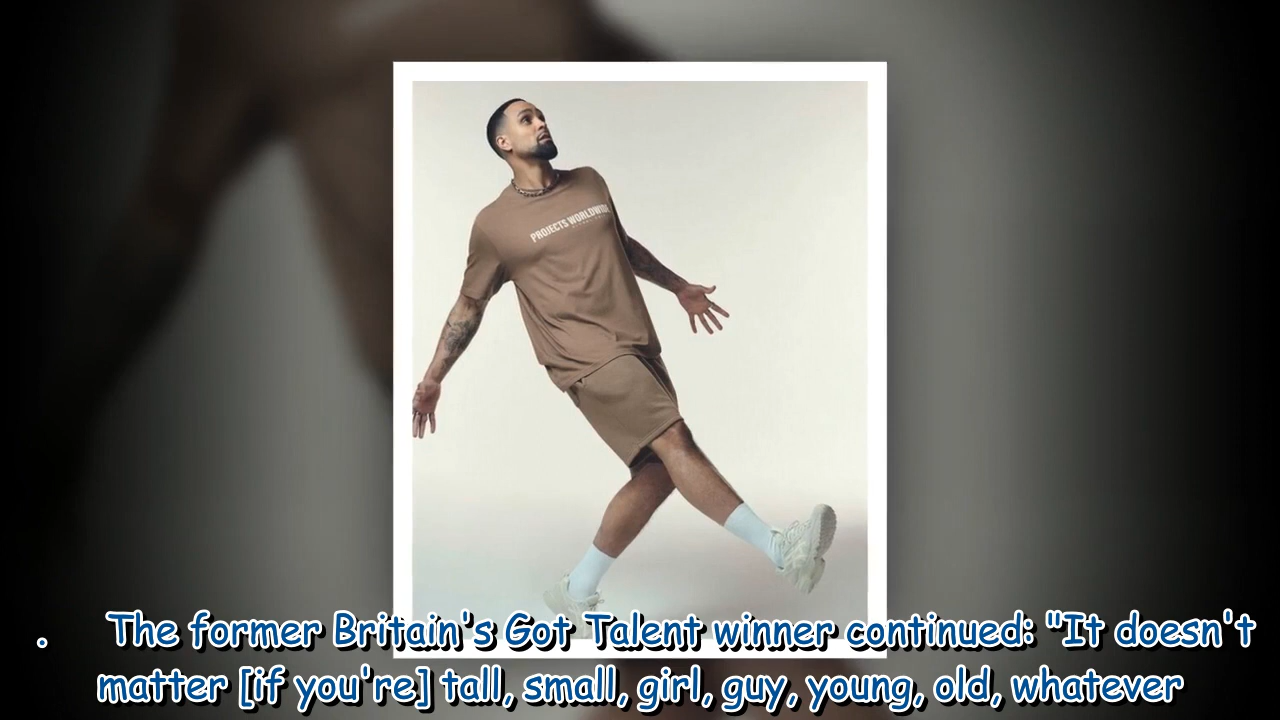 PROJECTS WORLDWIDE
.    The former Britain's Got Talent winner continued: "It doesn't
matter [if you're] tall, small, girl, guy, young, old, whatever